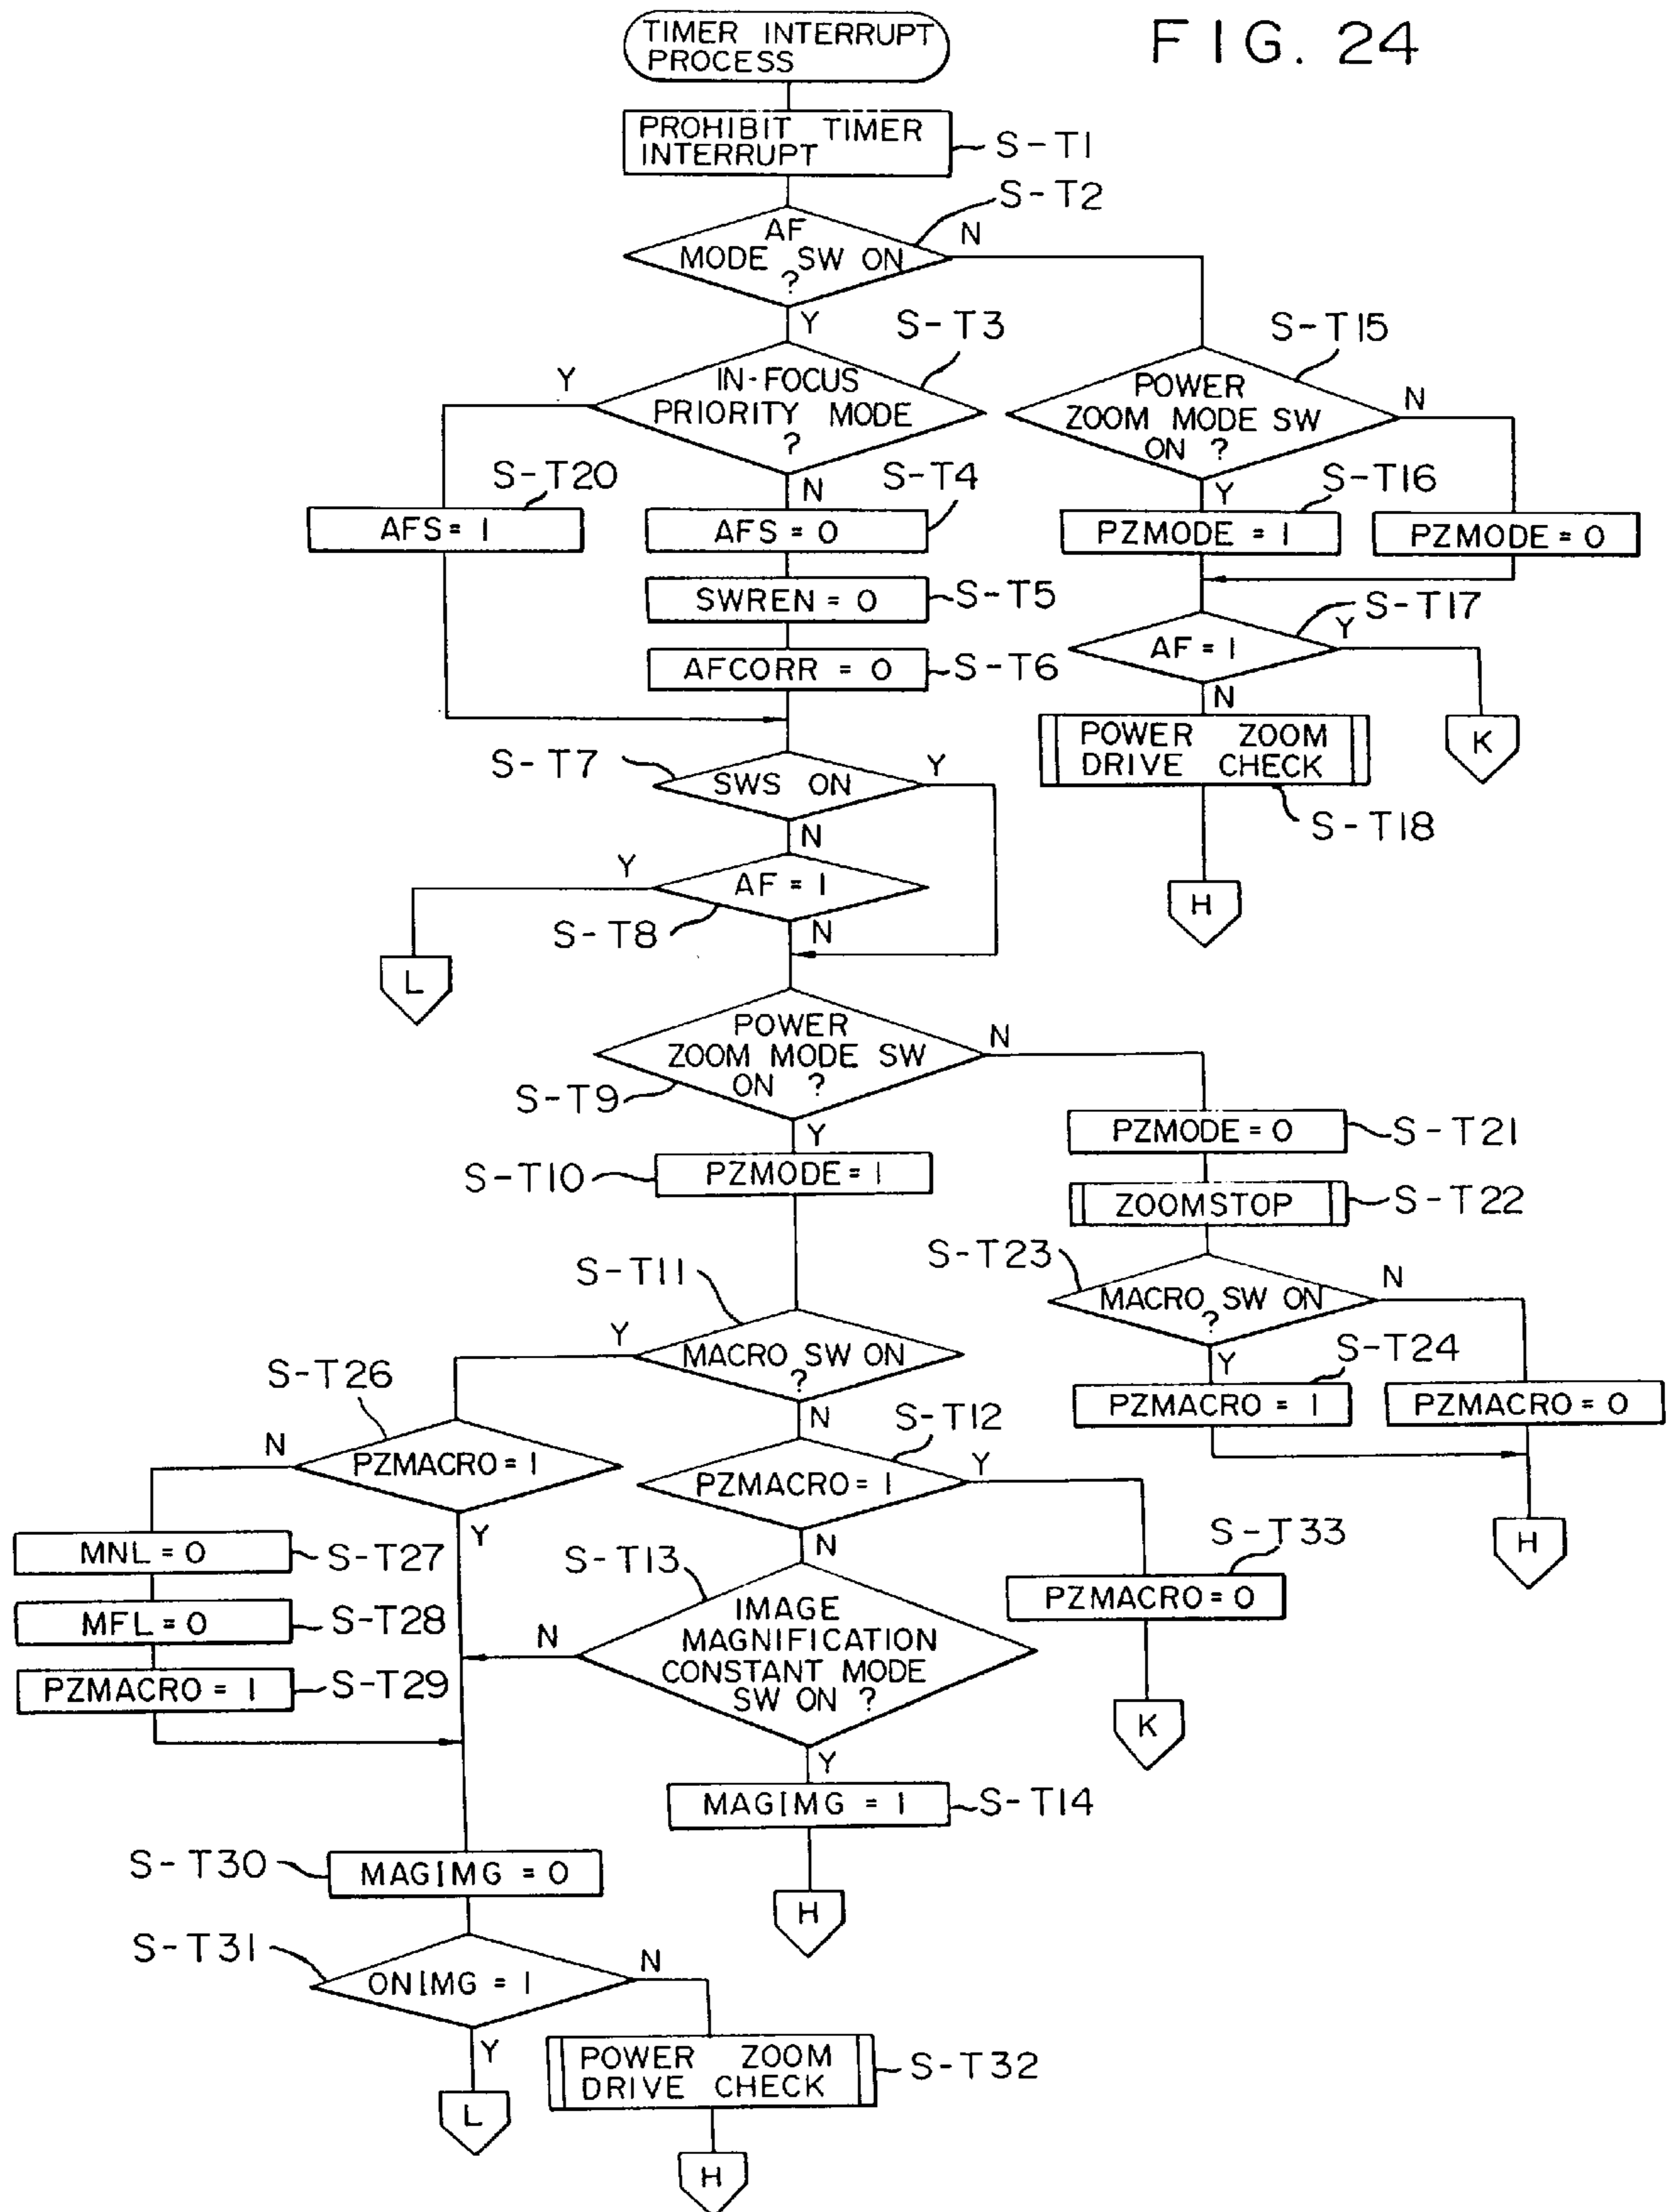 FIG. 24
TIMER INTERRUPT
PROCESS
PROHIBIT TIMER
INTERRUPT
S-T1
S-T2
AF
MODE SW ON
?
N
Y
S-T3
S-T15
Y
IN-FOCUS
PRIORITY MODE
?
POWER
ZOOM MODE SW
ON ?
N
S-T20
N
S-T4
Y
S-T16
AFS = 1
AFS = 0
PZMODE = 1
PZMODE = 0
SWREN = 0
S-T5
S-T17
AFCORR = 0
S-T6
AF = 1
Y
N
S-T7
SWS ON
Y
POWER ZOOM
DRIVE CHECK
K
N
S-T18
Y
AF = 1
S-T8
N
H
L
POWER
ZOOM MODE SW
ON ?
N
S-T9
Y
PZMODE = 0
S-T21
S-T10
PZMODE = 1
ZOOMSTOP
S-T22
S-T23
S-T11
MACRO SW ON
?
N
Y
MACRO SW ON
?
Y
S-T24
S-T26
N
S-T12
PZMACRO = 1
PZMACRO = 0
N
PZMACRO = 1
PZMACRO = 1
Y
Y
N
S-T33
H
MNL = 0
S-T27
S-T13
PZMACRO = 0
MFL = 0
S-T28
N
IMAGE
MAGNIFICATION
CONSTANT MODE
SW ON ?
PZMACRO = 1
S-T29
K
Y
MAGIMG = 1
S-T14
S-T30
MAGIMG = 0
H
S-T31
ONIMG = 1
N
Y
POWER ZOOM
DRIVE CHECK
S-T32
L
H